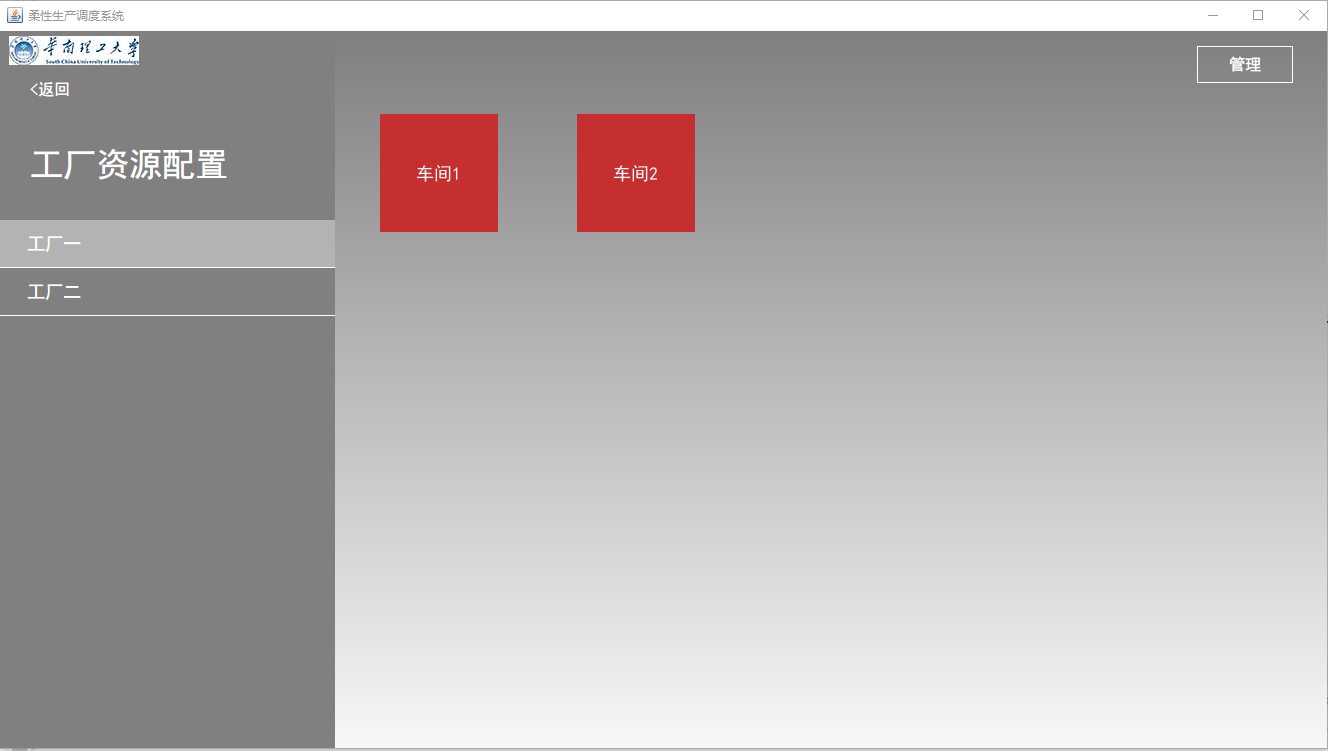 柔性生产调度系统
华南理工大学
South China University of Technology
<返回
管理
工厂资源配置
车间1
车间2
工厂一
工厂二